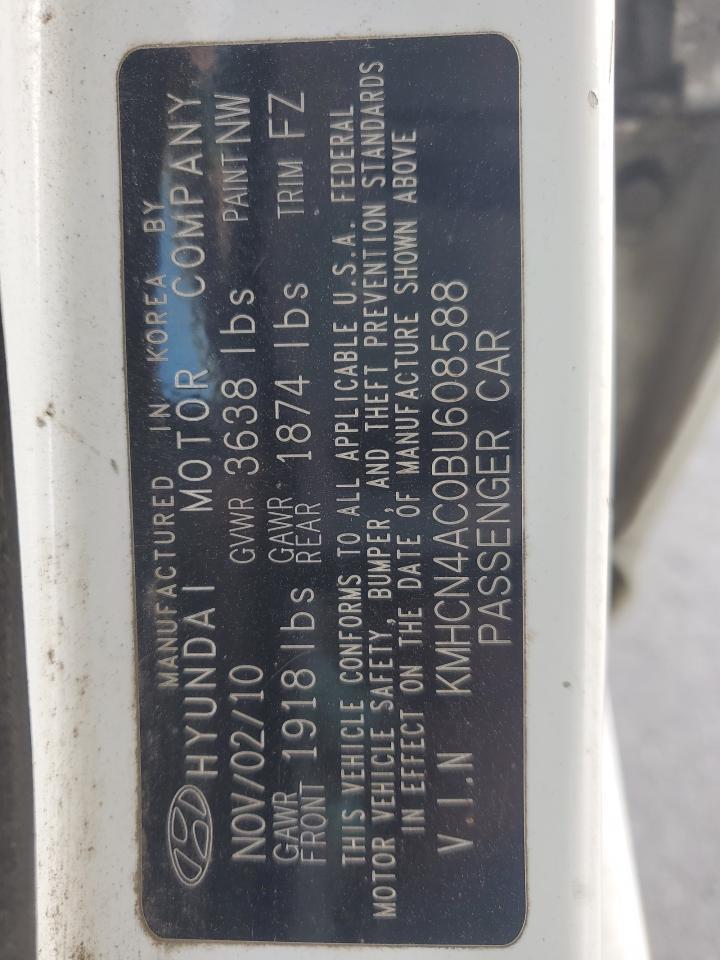 MANUFACTURED IN KOREA BY
HYUNDAI MOTOR COMPANY
NOV/02/10 GVWR 3638 lbs PAINT NW
GAWR FRONT 1918 lbs GAWR REAR 1874 lbs TRIM FZ
THIS VEHICLE CONFORMS TO ALL APPLICABLE U.S.A. FEDERAL
MOTOR VEHICLE SAFETY, BUMPER, AND THEFT PREVENTION STANDARDS
IN EFFECT ON THE DATE OF MANUFACTURE SHOWN ABOVE
V.I.N KMHCN4AC0BU608588
PASSENGER CAR